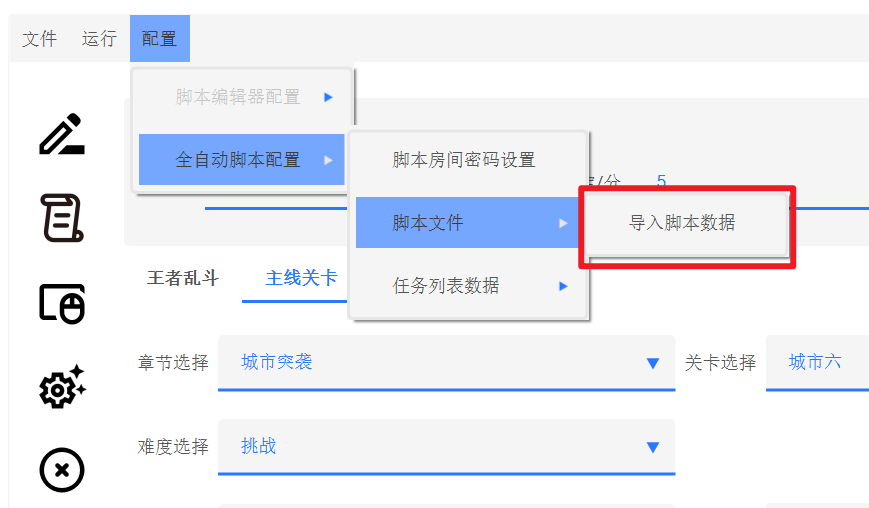 文件 运行 配置
脚本编辑器配置
全自动脚本配置
脚本房间密码设置
/分 5
脚本文件
导入脚本数据
王者乱斗 主线关卡
任务列表数据
章节选择 城市突袭 关卡选择 城市六
难度选择 挑战